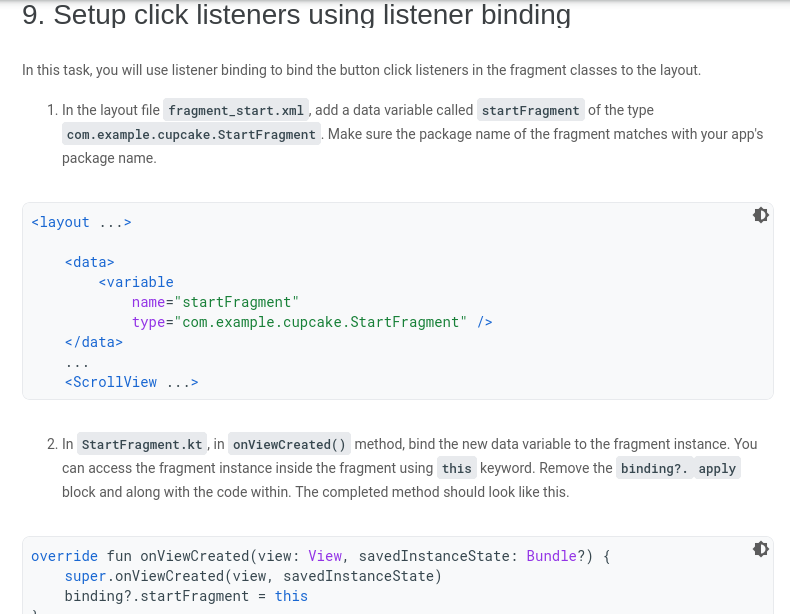 9. Setup click listeners using listener binding
In this task, you will use listener binding to bind the button click listeners in the fragment classes to the layout.
1. In the layout file fragment_start.xml, add a data variable called startFragment of the type
com.example.cupcake.StartFragment. Make sure the package name of the fragment matches with your app's
package name.
<layout ...>
<data>
<variable
name="startFragment"
type="com.example.cupcake.StartFragment" />
</data>
...
<ScrollView ...>
2. In StartFragment.kt, in onViewCreated() method, bind the new data variable to the fragment instance. You
can access the fragment instance inside the fragment using this keyword. Remove the binding?. apply
block and along with the code within. The completed method should look like this.
override fun onViewCreated(view: View, savedInstanceState: Bundle?) {
super.onViewCreated(view, savedInstanceState)
binding?.startFragment = this